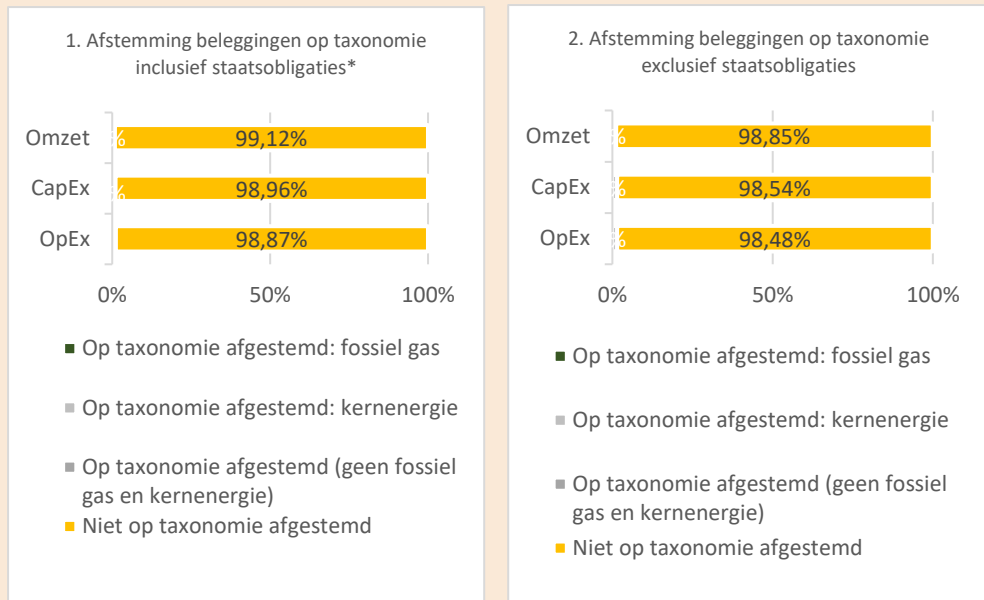 1. Afstemming beleggingen op taxonomie
inclusief staatsobligaties*
Omzet
%
99,12%
CapEx
%
98,96%
OpEx
98,87%
0%
50%
100%
Op taxonomie afgestemd: fossiel gas
Op taxonomie afgestemd: kernenergie
Op taxonomie afgestemd (geen fossiel
gas en kernenergie)
Niet op taxonomie afgestemd
2. Afstemming beleggingen op taxonomie
exclusief staatsobligaties
Omzet
%
98,85%
CapEx
%
98,54%
OpEx
%
98,48%
0%
50%
100%
Op taxonomie afgestemd: fossiel gas
Op taxonomie afgestemd: kernenergie
Op taxonomie afgestemd (geen fossiel
gas en kernenergie)
Niet op taxonomie afgestemd